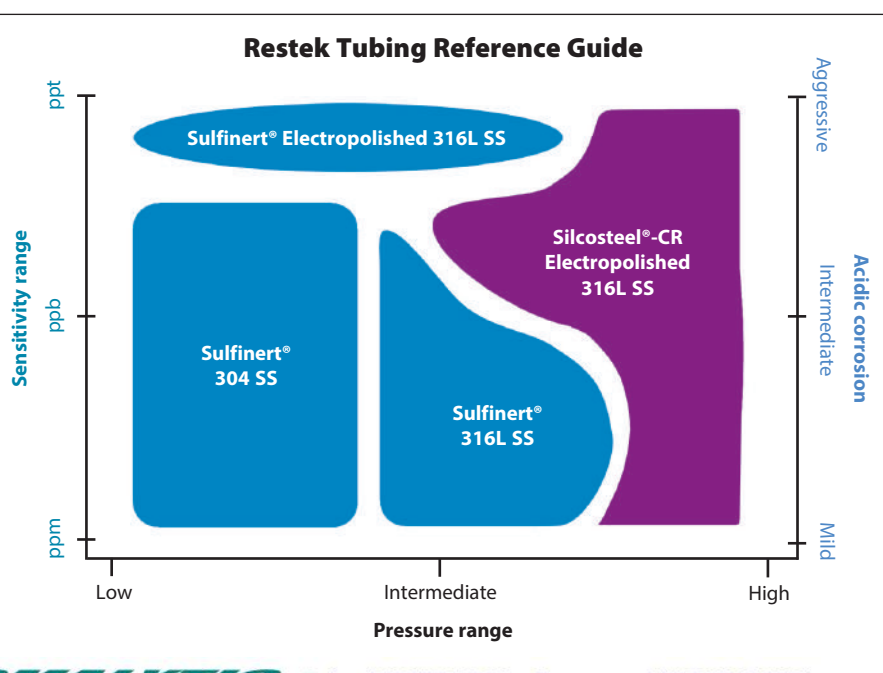 Restek Tubing Reference Guide
ppt
ppb
ppm
Sensitivity range
Sulfinert® Electropolished 316L SS
Sulfinert®
304 SS
Sulfinert®
316L SS
Silcosteel®-CR
Electropolished
316L SS
Aggressive
Intermediate
Mild
Acidic corrosion
Low
Intermediate
High
Pressure range